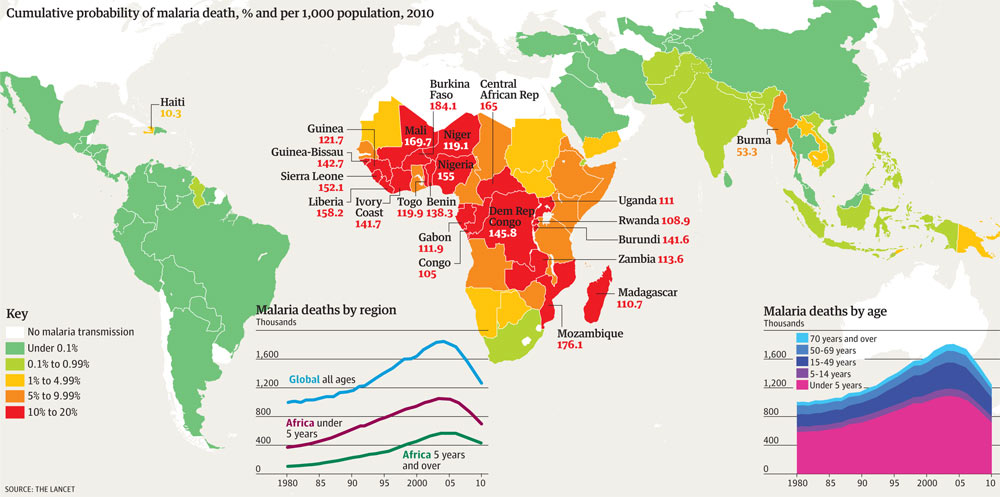 Cumulative probability of malaria death, % and per 1,000 population, 2010
Haiti
10.3
Burkina
Faso
184.1
Central
African Rep
165
Guinea
121.7
Mali
169.7
Niger
119.1
Guinea-Bissau
142.7
Nigeria
155
Sierra Leone
152.1
Liberia
158.2
Ivory
Coast
141.7
Togo
119.9
Benin
138.3
Burma
53.3
Uganda 111
Dem Rep
Congo
145.8
Rwanda 108.9
Gabon
111.9
Burundi 141.6
Congo
105
Zambia 113.6
Madagascar
110.7
Mozambique
176.1
Key
No malaria transmission
Under 0.1%
0.1% to 0.99%
1% to 4.99%
5% to 9.99%
10% to 20%
Malaria deaths by region
Thousands
1,600
1,200
800
400
0
Global all ages
Africa under
5 years
Africa 5 years
and over
1980
85
90
95
2000
05
10
Malaria deaths by age
Thousands
70 years and over
50-69 years
15-49 years
5-14 years
Under 5 years
1,600
1,200
800
400
0
1980
85
90
95
2000
05
10
SOURCE: THE LANCET